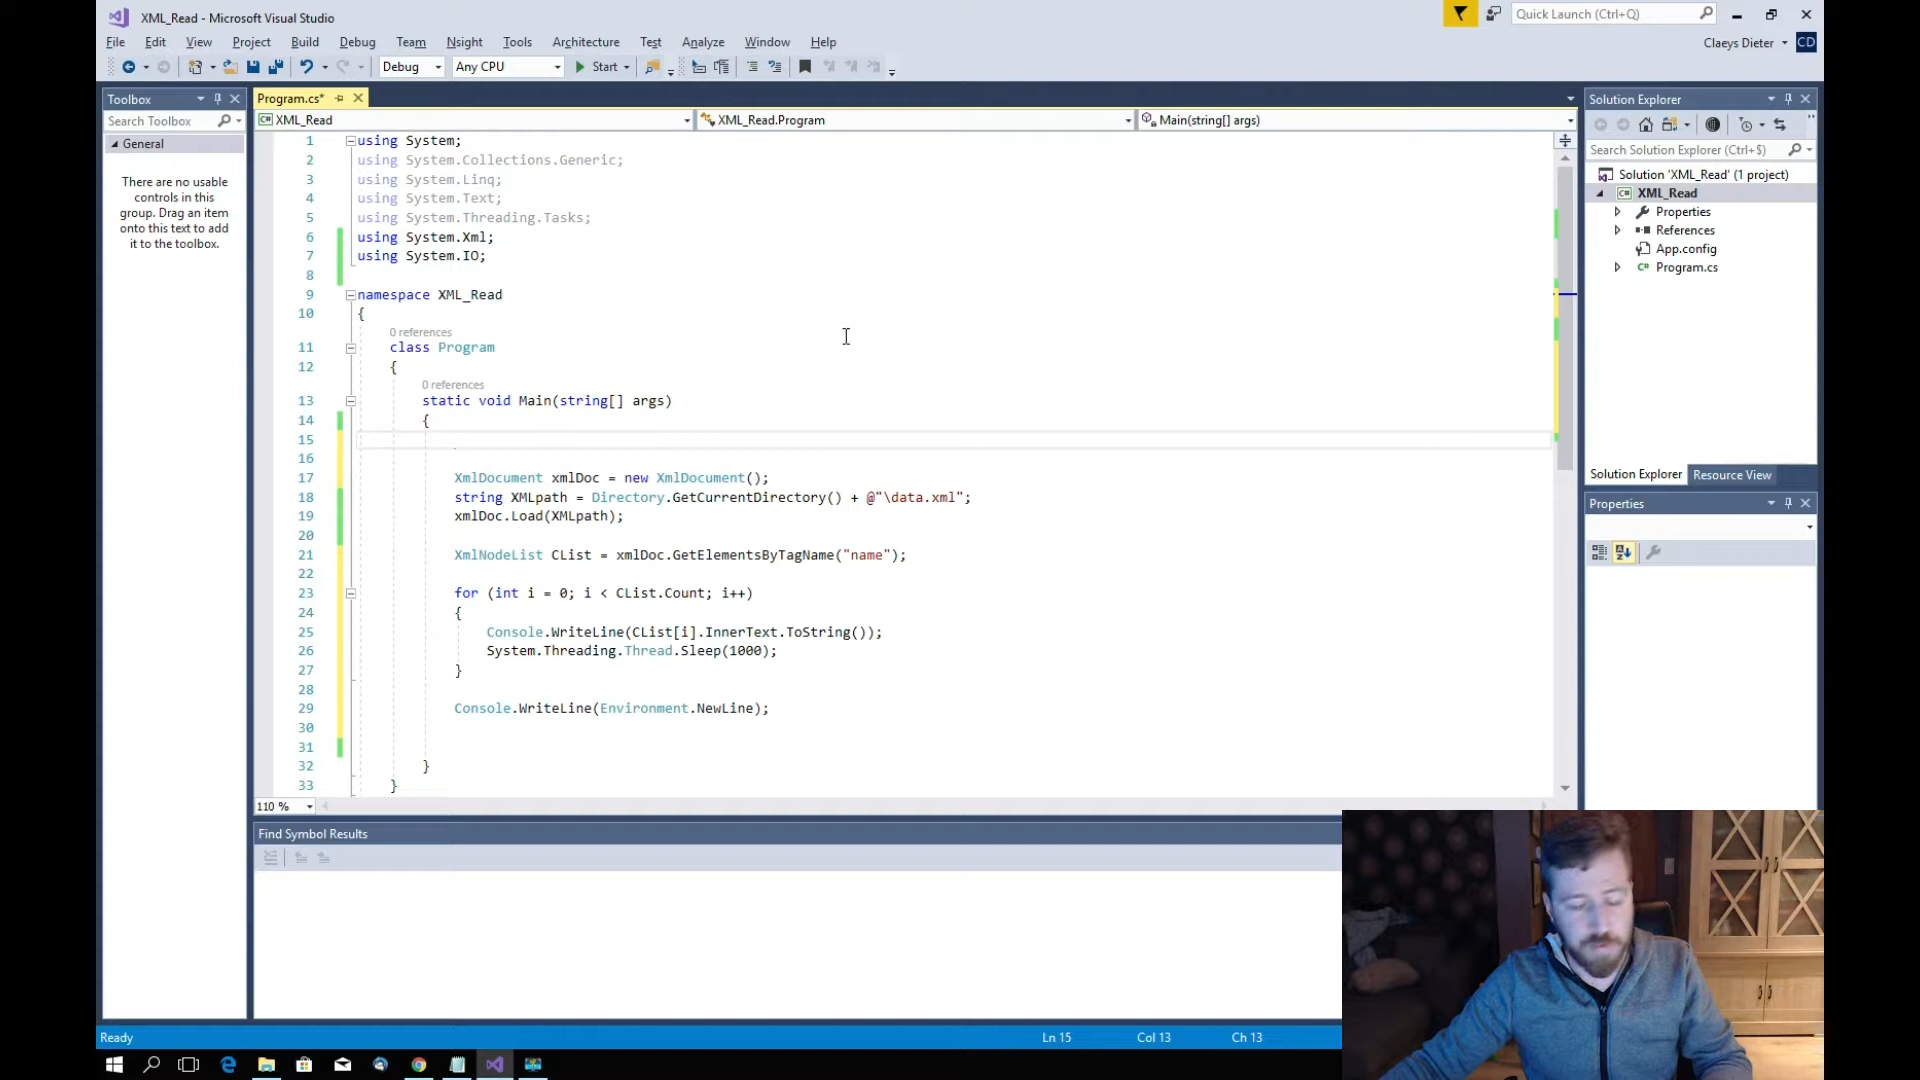 XML_Read - Microsoft Visual Studio
Quick Launch (Ctrl+Q)
File Edit View Project Build Debug Team Nsight Tools Architecture Test Analyze Window Help
Claeys Dieter CD
Debug Any CPU Start
Toolbox
Search Toolbox
General
There are no usable
controls in this
group. Drag an item
onto this text to add
it to the toolbox.
Program.cs*
XML_Read XML_Read.Program Main(string[] args)
1 using System;
2 using System.Collections.Generic;
3 using System.Linq;
4 using System.Text;
5 using System.Threading.Tasks;
6 using System.Xml;
7 using System.IO;
8
9 namespace XML_Read
10 {
0 references
11 class Program
12 {
0 references
13 static void Main(string[] args)
14 {
15
16
17 XmlDocument xmlDoc = new XmlDocument();
18 string XMLpath = Directory.GetCurrentDirectory() + @"\data.xml";
19 xmlDoc.Load(XMLpath);
20
21 XmlNodeList CList = xmlDoc.GetElementsByTagName("name");
22
23 for (int i = 0; i < CList.Count; i++)
24 {
25 Console.WriteLine(CList[i].InnerText.ToString());
26 System.Threading.Thread.Sleep(1000);
27 }
28
29 Console.WriteLine(Environment.NewLine);
30
31
32 }
33 }
110 %
Find Symbol Results
Solution Explorer
Search Solution Explorer (Ctrl+$)
Solution 'XML_Read' (1 project)
XML_Read
Properties
References
App.config
Program.cs
Solution Explorer Resource View
Properties
Ready Ln 15 Col 13 Ch 13